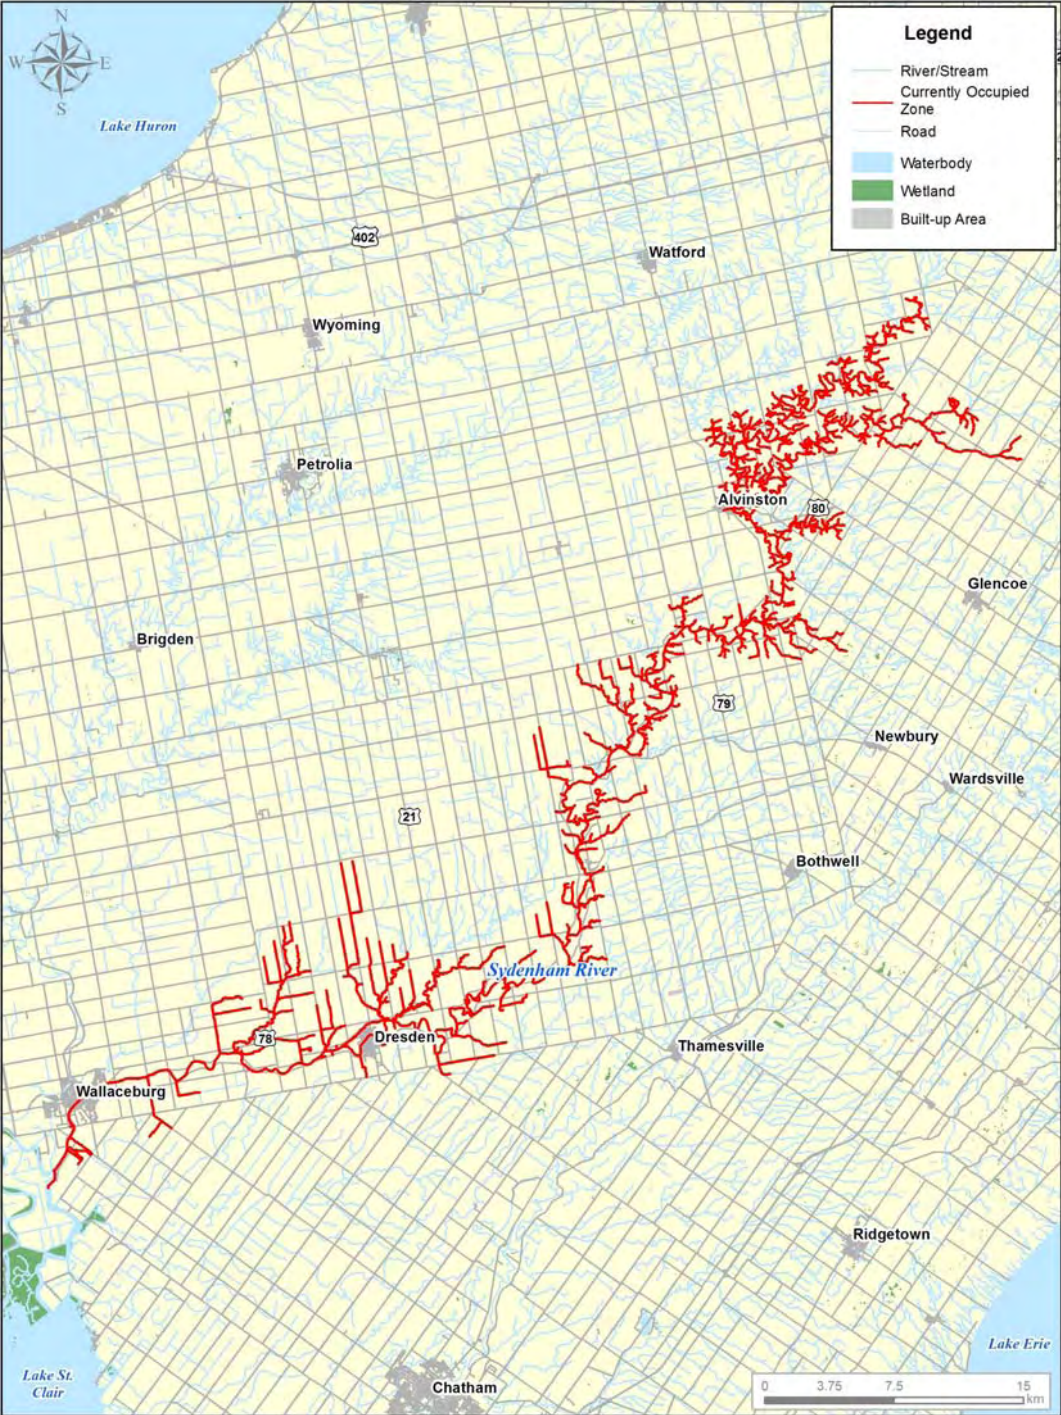 N
W E
S
Lake Huron
Legend
River/Stream
Currently Occupied
Zone
Road
Waterbody
Wetland
Built-up Area
402
Watford
Wyoming
Petrolia
Alvinston
80
Glencoe
Brigden
79
Newbury
Wardsville
21
Bothwell
Sydenham River
78
Dresden
Thamesville
Wallaceburg
Ridgetown
Lake Erie
Lake St.
Clair
Chatham
0 3.75 7.5 15
km